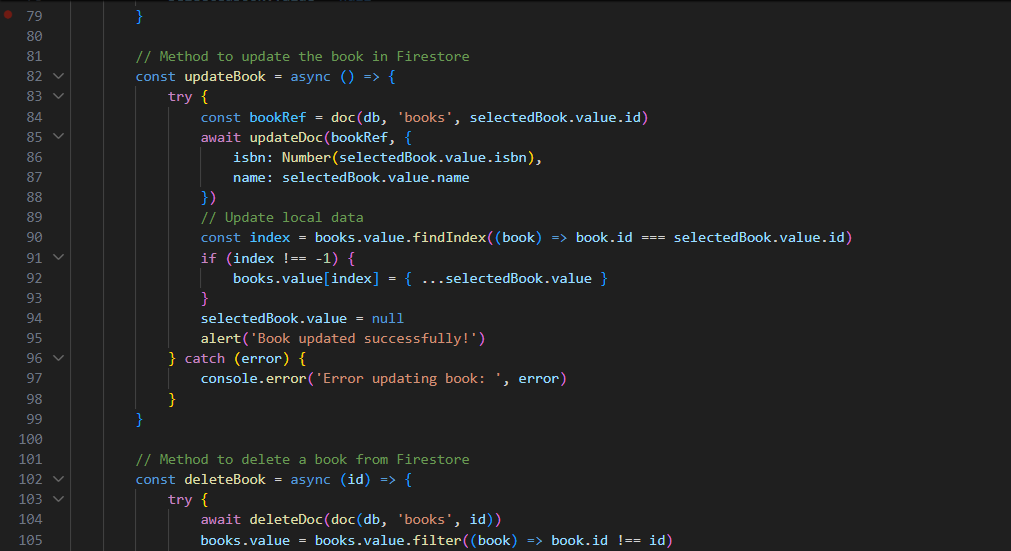 79 }
80
81 // Method to update the book in Firestore
82 const updateBook = async () => {
83 try {
84 const bookRef = doc(db, 'books', selectedBook.value.id)
85 await updateDoc(bookRef, {
86 isbn: Number(selectedBook.value.isbn),
87 name: selectedBook.value.name
88 })
89 // Update local data
90 const index = books.value.findIndex((book) => book.id === selectedBook.value.id)
91 if (index !== -1) {
92 books.value[index] = { ...selectedBook.value }
93 }
94 selectedBook.value = null
95 alert('Book updated successfully!')
96 } catch (error) {
97 console.error('Error updating book: ', error)
98 }
99 }
100
101 // Method to delete a book from Firestore
102 const deleteBook = async (id) => {
103 try {
104 await deleteDoc(doc(db, 'books', id))
105 books.value = books.value.filter((book) => book.id !== id)